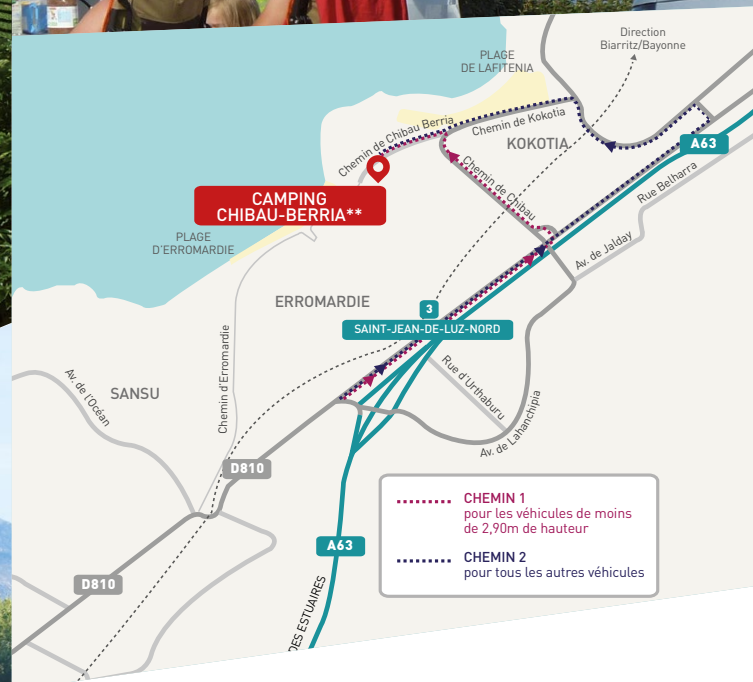 Direction
Biarritz/Bayonne
PLAGE
DE LAFITENIA
Chemin de Kokotia
Chemin de Chibau Berria
KOKOTIA
A63
Chemin de Chibau
Rue Belharra
CAMPING
CHIBAU-BERRIA**
PLAGE
D'ERROMARDIE
Av. de Jalday
ERROMARDIE
3
SAINT-JEAN-DE-LUZ-NORD
Chemin d'Erromardie
Rue d'Urthaburu
Av. de l'Océan
SANSU
Av. de Lahanchipia
D810
CHEMIN 1
pour les véhicules de moins
de 2,90m de hauteur
CHEMIN 2
pour tous les autres véhicules
A63
D810
DES ESTUAIRES